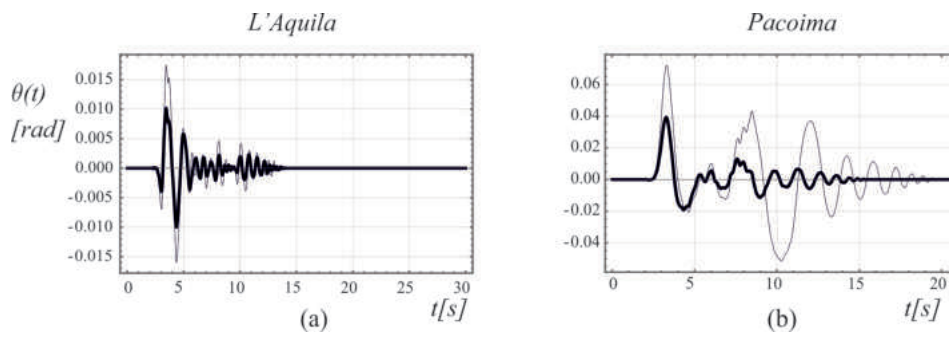 L'Aquila
θ(t)
[rad]
0.015
0.010
0.005
0.000
-0.005
-0.010
-0.015
0 5 10 15 20 25 30
t[s]
(a)
Pacoima
0.06
0.04
0.02
0.00
-0.02
-0.04
0 5 10 15 20
t[s]
(b)